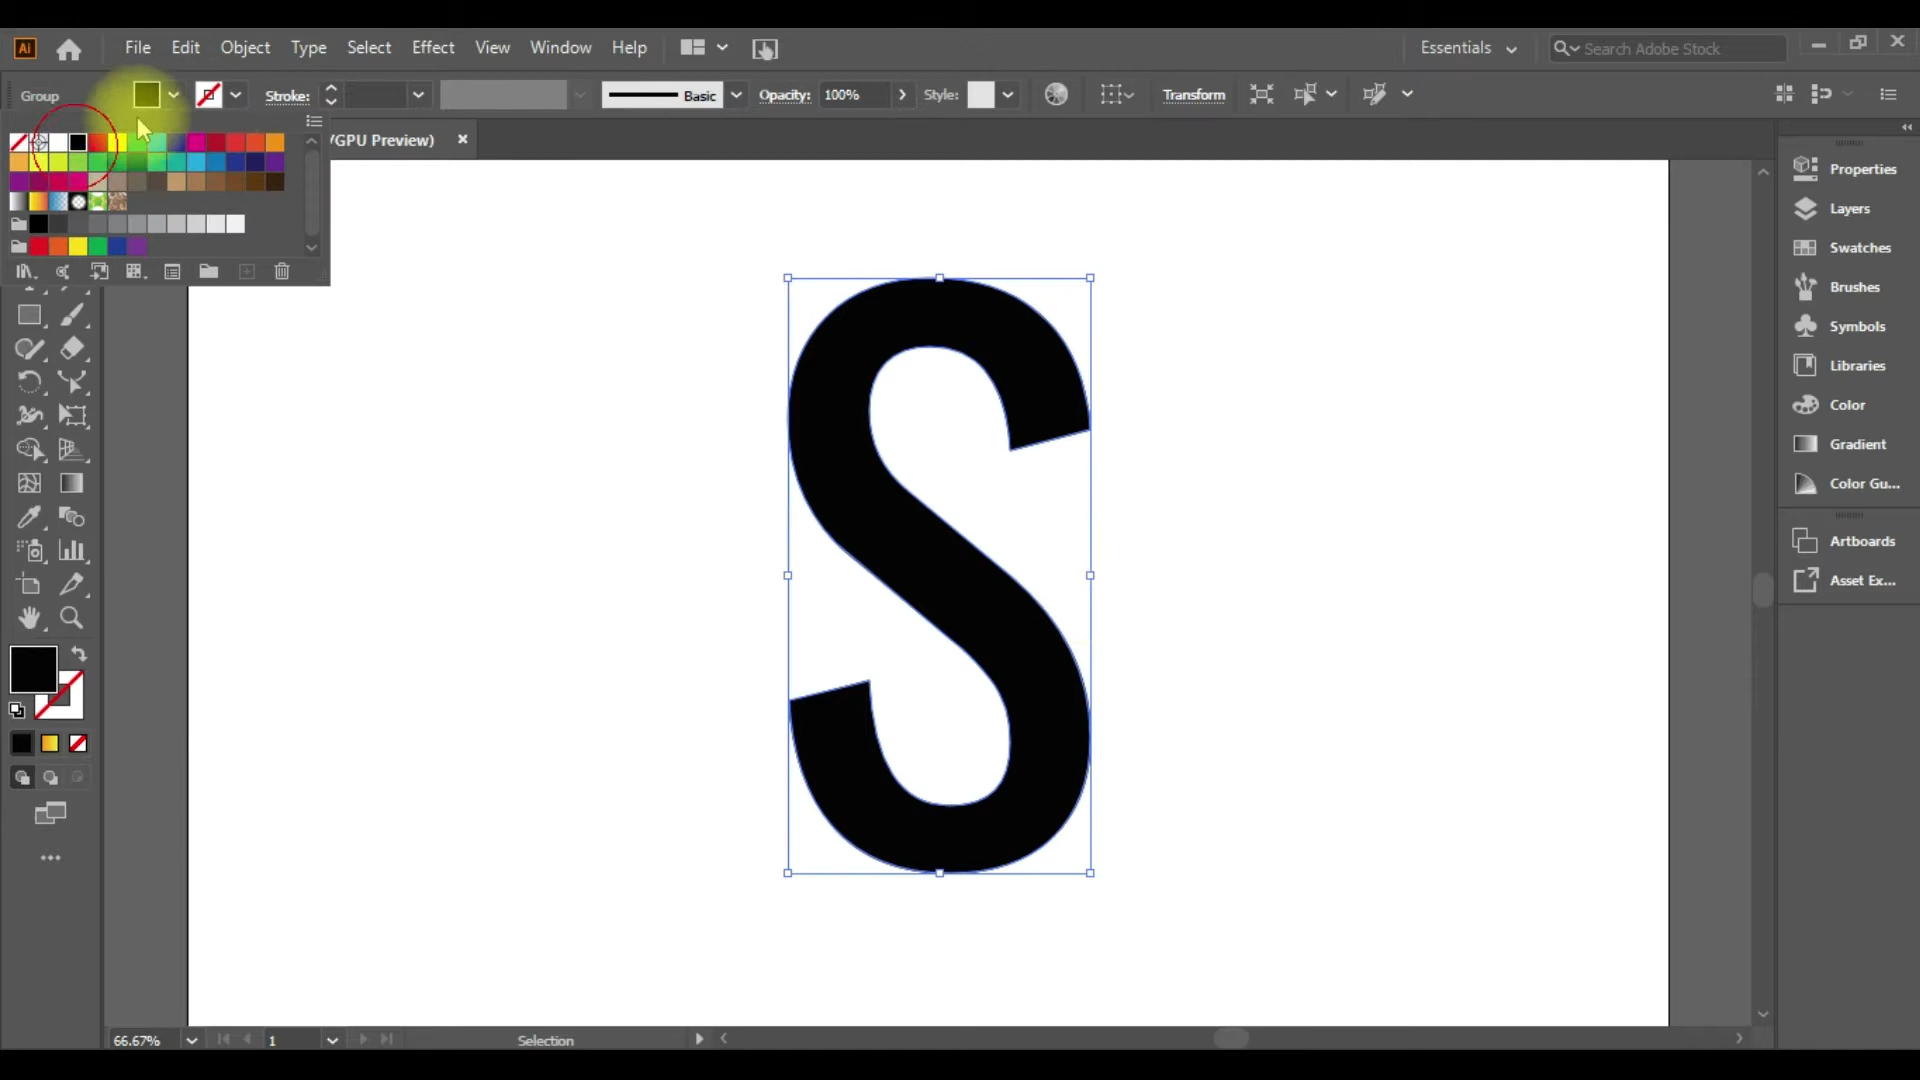 Ai File Edit Object Type Select Effect View Window Help Essentials Search Adobe Stock
Group Stroke: Basic Opacity: 100% Style: Transform
/GPU Preview)
Properties
Layers
Swatches
Brushes
Symbols
Libraries
Color
Gradient
Color Gu...
Artboards
Asset Ex...
S
66.67% 1 Selection